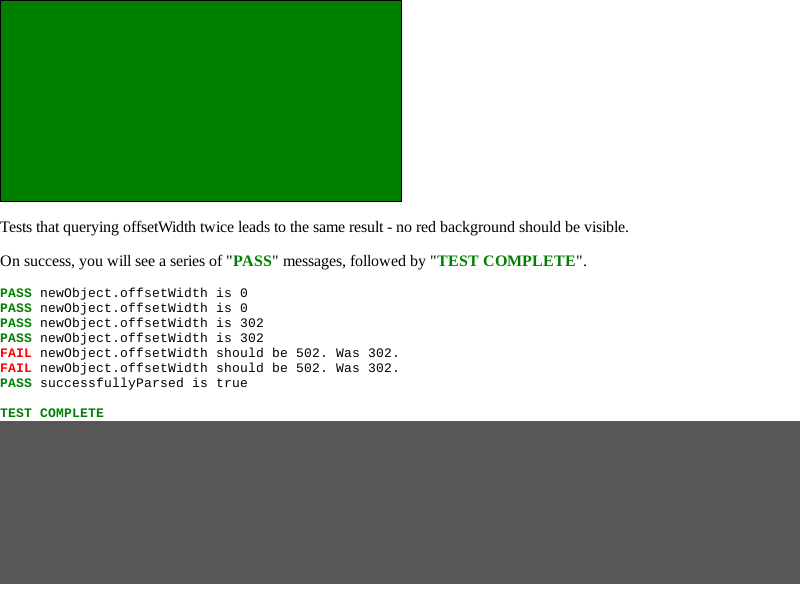 Tests that querying offsetWidth twice leads to the same result - no red background should be visible.
On success, you will see a series of "PASS" messages, followed by "TEST COMPLETE".
PASS newObject.offsetWidth is 0
PASS newObject.offsetWidth is 0
PASS newObject.offsetWidth is 302
PASS newObject.offsetWidth is 302
FAIL newObject.offsetWidth should be 502. Was 302.
FAIL newObject.offsetWidth should be 502. Was 302.
PASS successfullyParsed is true
TEST COMPLETE